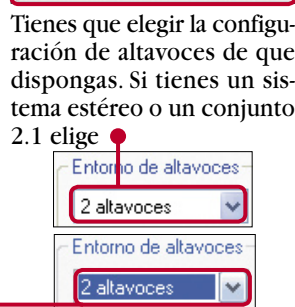 Tienes que elegir la configu-
ración de altavoces de que
dispongas. Si tienes un sis-
tema estéreo o un conjunto
2.1 elige
Entorno de altavoces
2 altavoces
Entorno de altavoces
2 altavoces